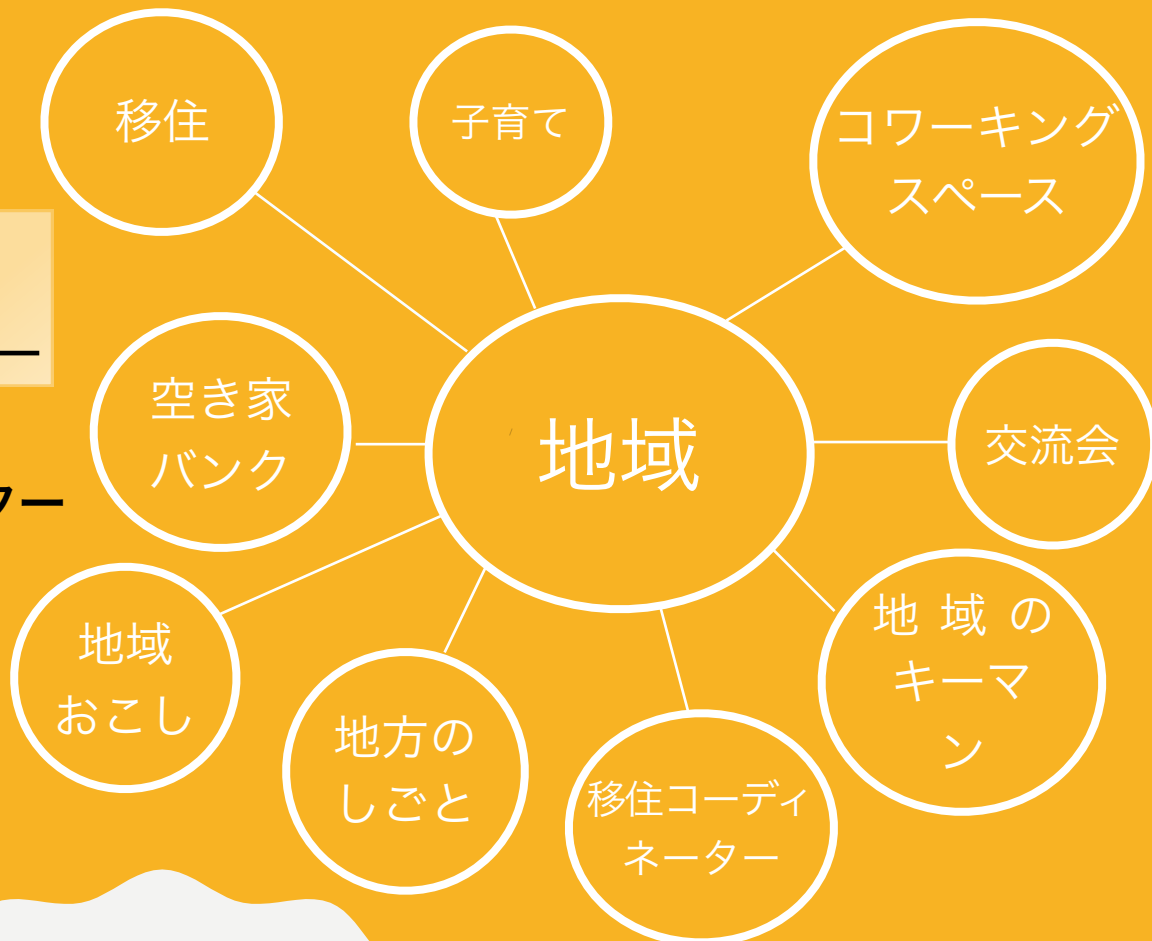 移住
子育て
コワーキング
スペース
空き家
バンク
地域
交流会
ター
地域
おこし
地方の
しごと
移住コーディ
ネーター
地域の
キーマ
ン